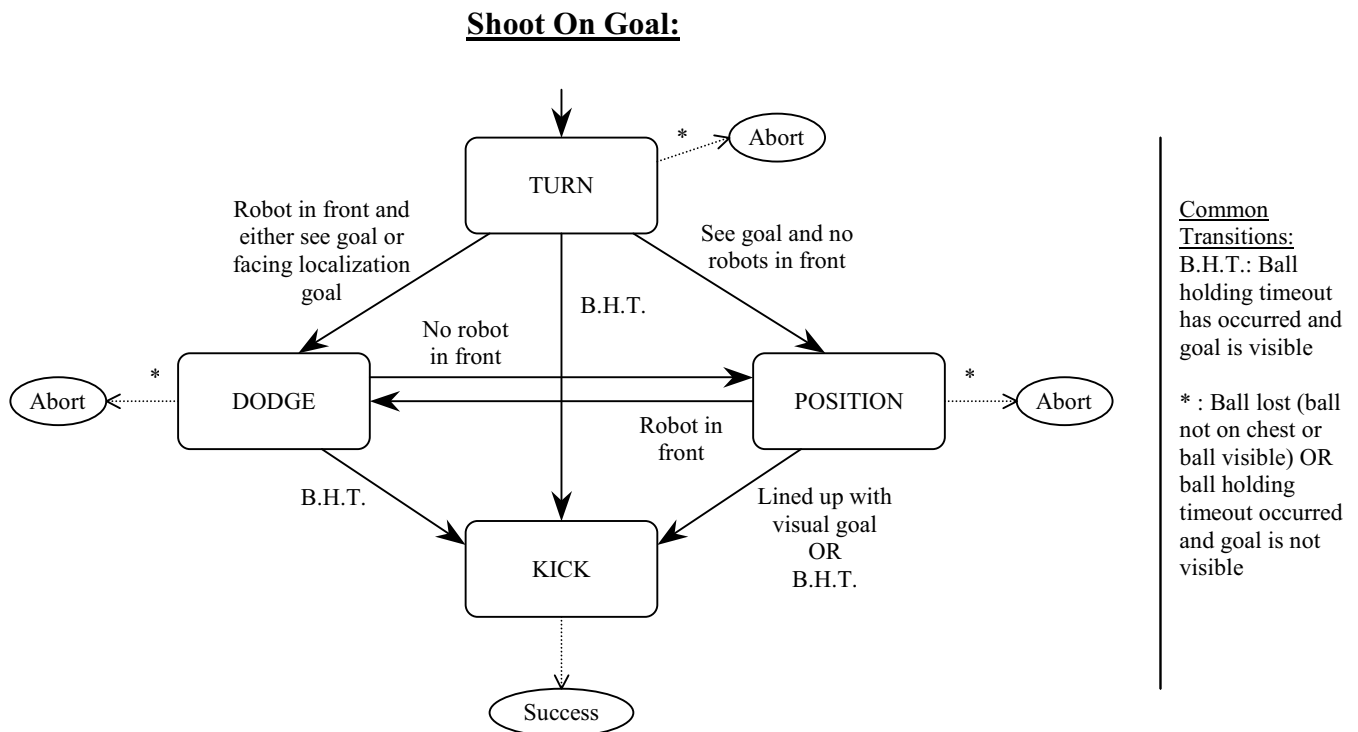 Shoot On Goal:
*
Abort
TURN
Robot in front and
either see goal or
facing localization
goal
See goal and no
robots in front
B.H.T.
No robot
in front
*
Abort
DODGE
POSITION
*
Abort
Robot in
front
B.H.T.
Lined up with
visual goal
OR
B.H.T.
KICK
Success
Common
Transitions:
B.H.T.: Ball
holding timeout
has occurred and
goal is visible
* : Ball lost (ball
not on chest or
ball visible) OR
ball holding
timeout occurred
and goal is not
visible